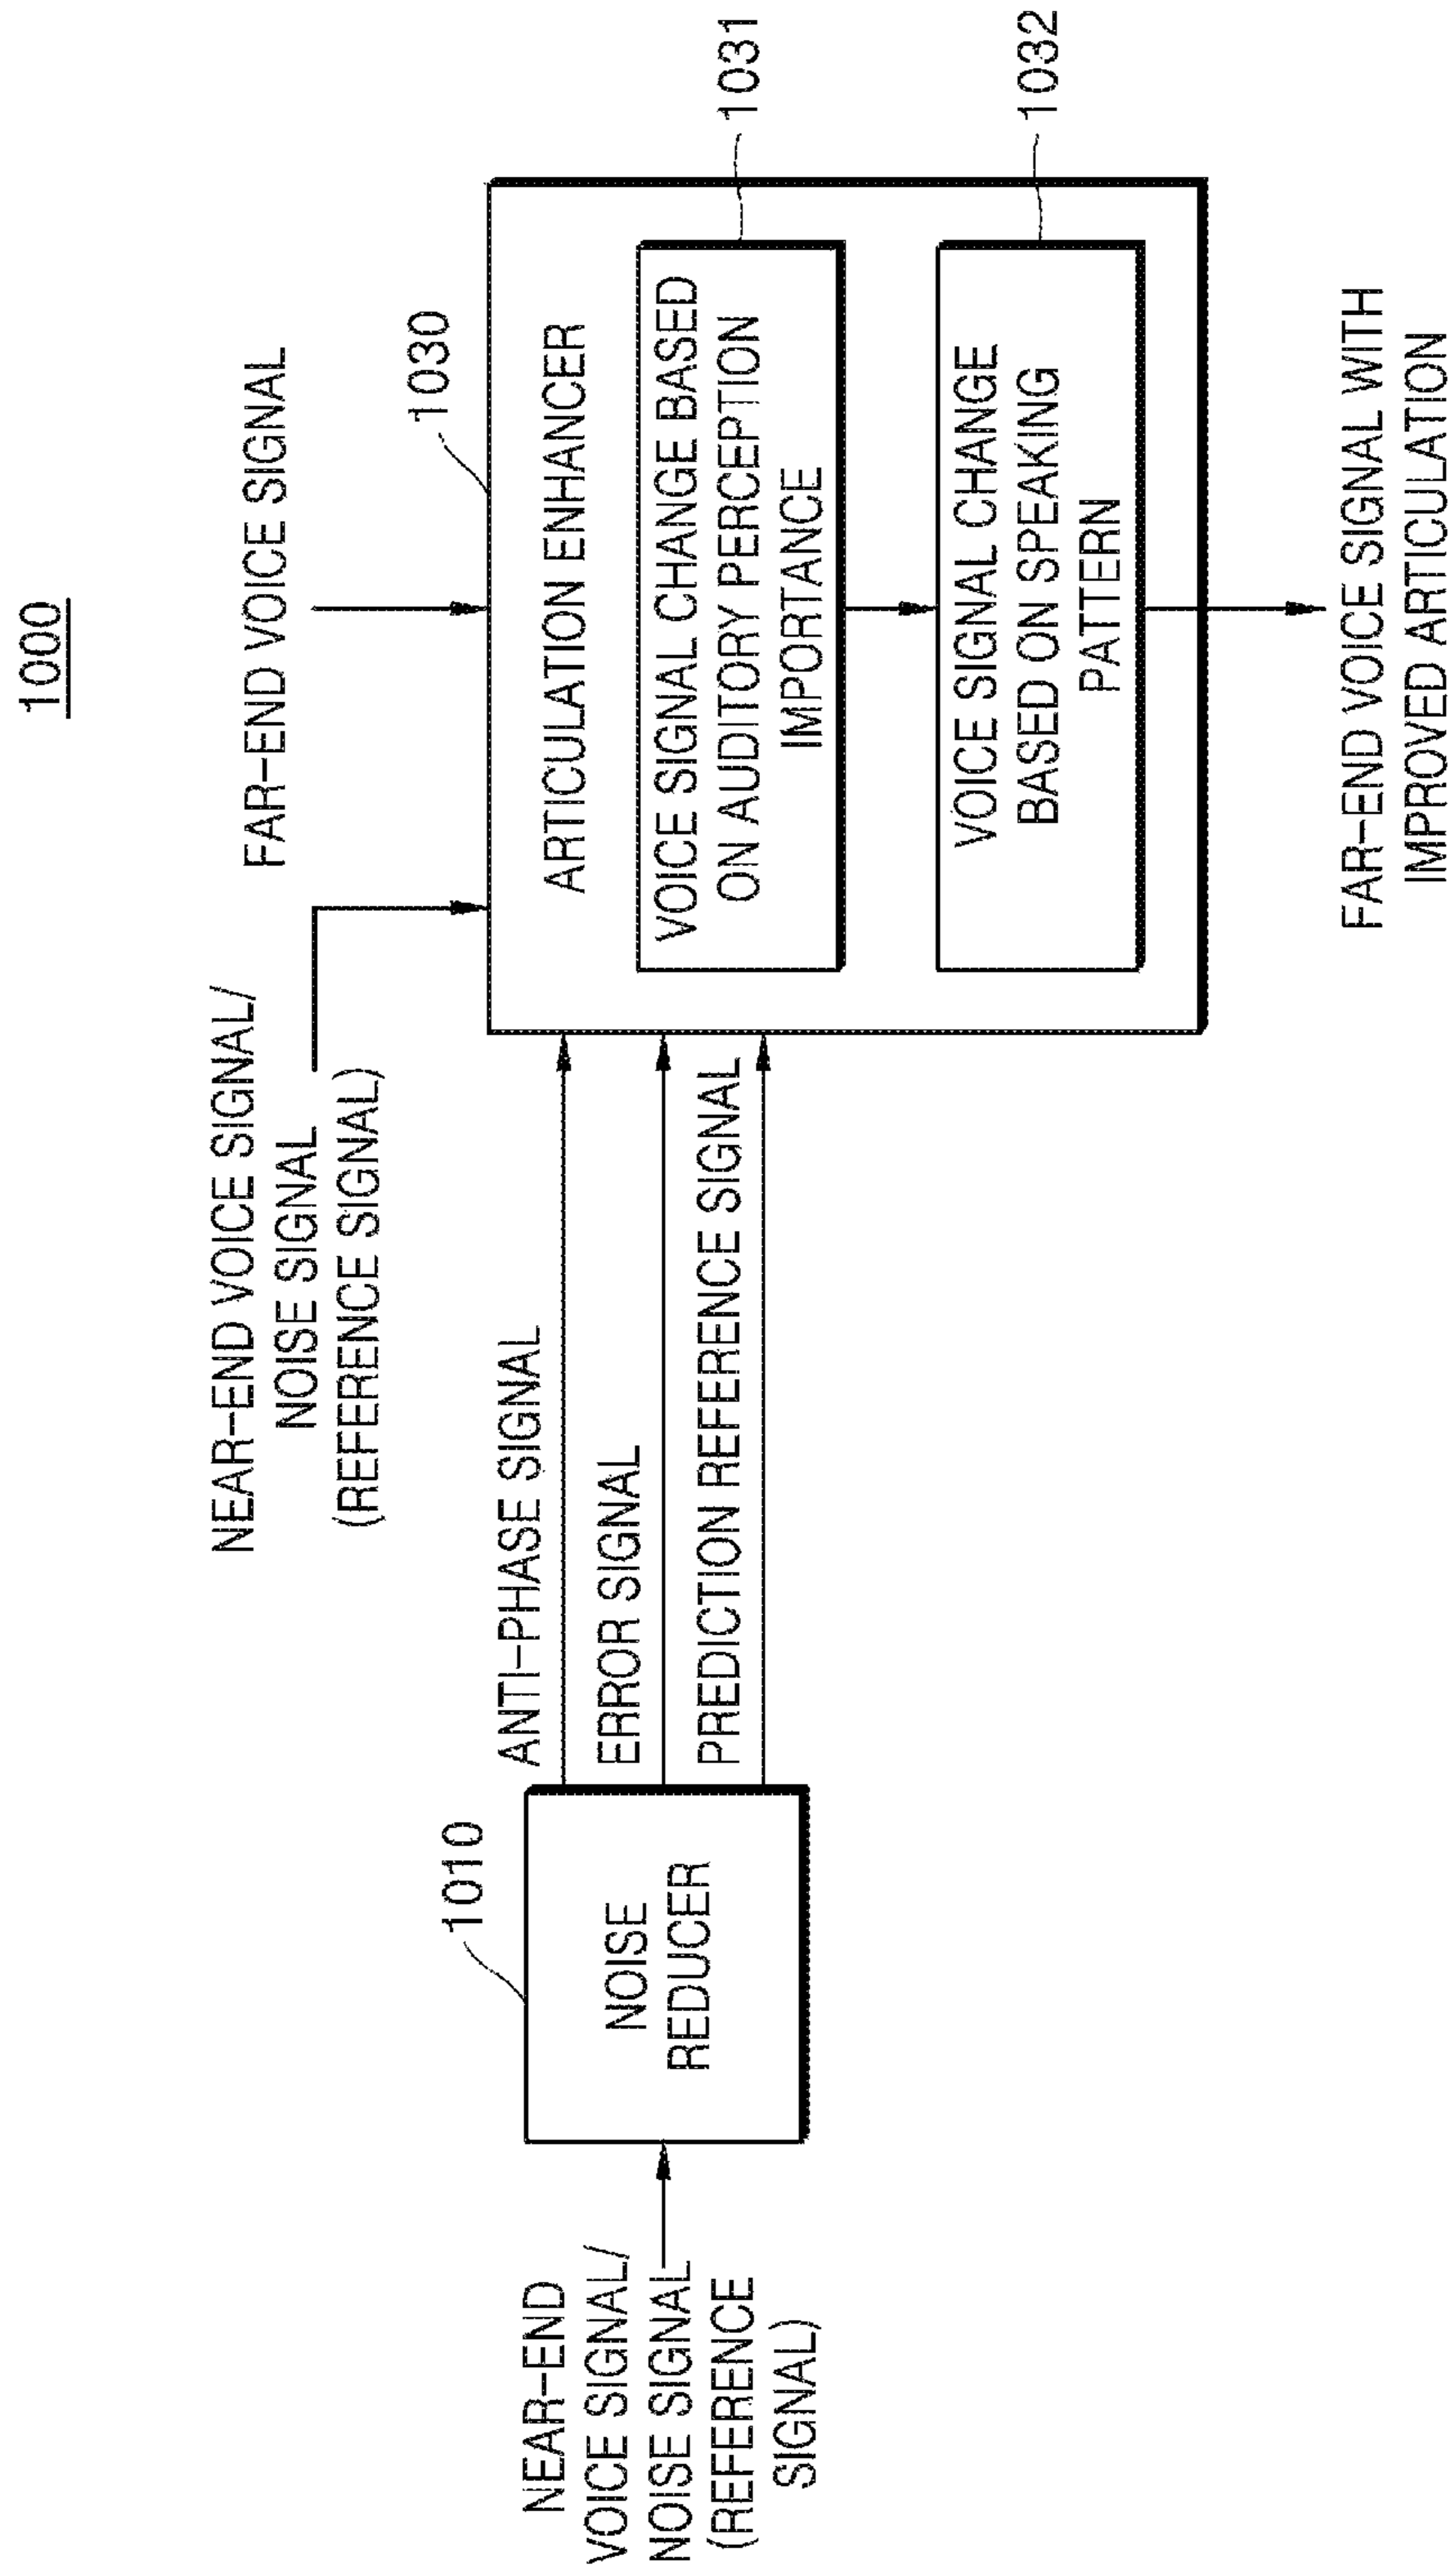 1000
FAR-END VOICE SIGNAL
NEAR-END VOICE SIGNAL/
NOISE SIGNAL
(REFERENCE SIGNAL)
1030
ARTICULATION ENHANCER
VOICE SIGNAL CHANGE BASED
ON AUDITORY PERCEPTION
IMPORTANCE
1031
VOICE SIGNAL CHANGE
BASED ON SPEAKING
PATTERN
1032
FAR-END VOICE SIGNAL WITH
IMPROVED ARTICULATION
ANTI-PHASE SIGNAL
ERROR SIGNAL
PREDICTION REFERENCE SIGNAL
1010
NOISE
REDUCER
NEAR-END
VOICE SIGNAL/
NOISE SIGNAL
(REFERENCE
SIGNAL)